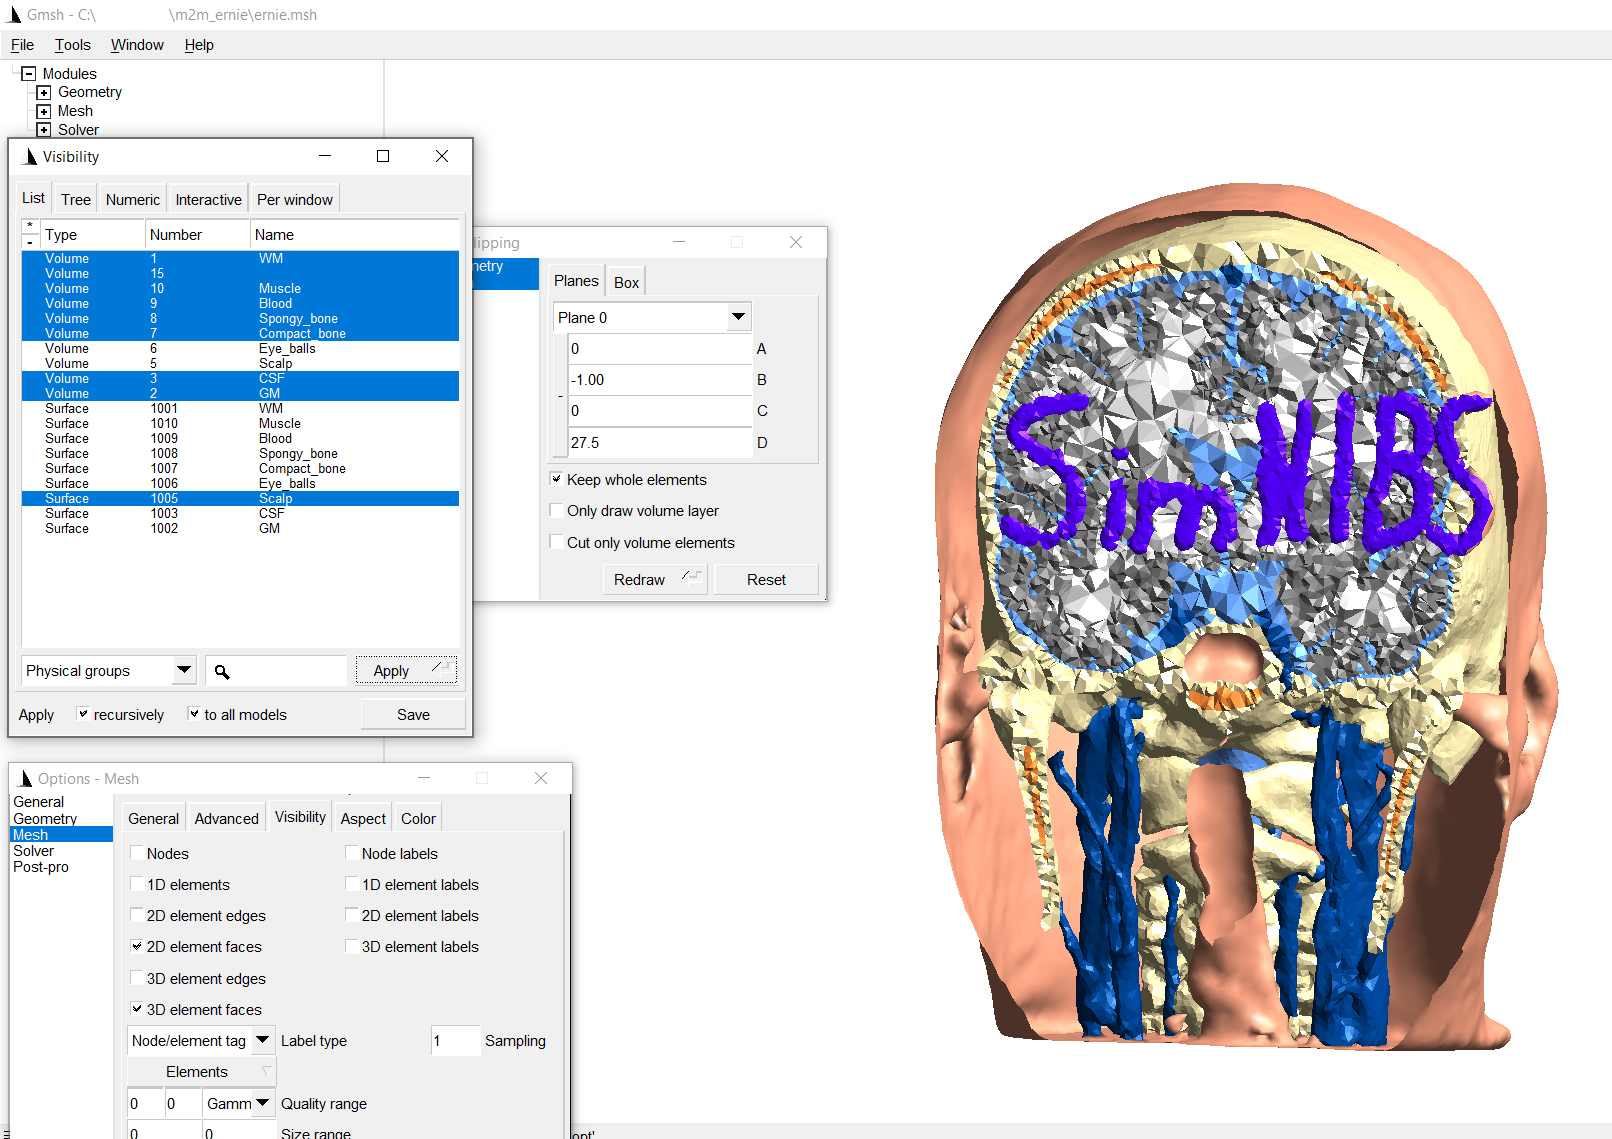 Gmsh - C:\ \m2m_ernie\ernie.msh
File Tools Window Help
Modules
Geometry
Mesh
Solver
Visibility
List Tree Numeric Interactive Per window
* Type Number Name
-
Volume 1 WM
Volume 15
Volume 10 Muscle
Volume 9 Blood
Volume 8 Spongy_bone
Volume 7 Compact_bone
Volume 6 Eye_balls
Volume 5 Scalp
Volume 3 CSF
Volume 2 GM
Surface 1001 WM
Surface 1010 Muscle
Surface 1009 Blood
Surface 1008 Spongy_bone
Surface 1007 Compact_bone
Surface 1006 Eye_balls
Surface 1005 Scalp
Surface 1003 CSF
Surface 1002 GM
Physical groups Apply
Apply recursively to all models Save
lipping
netry
Planes Box
Plane 0
0 A
-1.00 B
- 0 C
27.5 D
Keep whole elements
Only draw volume layer
Cut only volume elements
Redraw Reset
SimNIBS
Options - Mesh
General
Geometry
Mesh
Solver
Post-pro
General Advanced Visibility Aspect Color
Nodes Node labels
1D elements 1D element labels
2D element edges 2D element labels
2D element faces 3D element labels
3D element edges
3D element faces
Node/element tag Label type 1 Sampling
Elements
0 0 Gamm Quality range
0 0 Size range
opt'